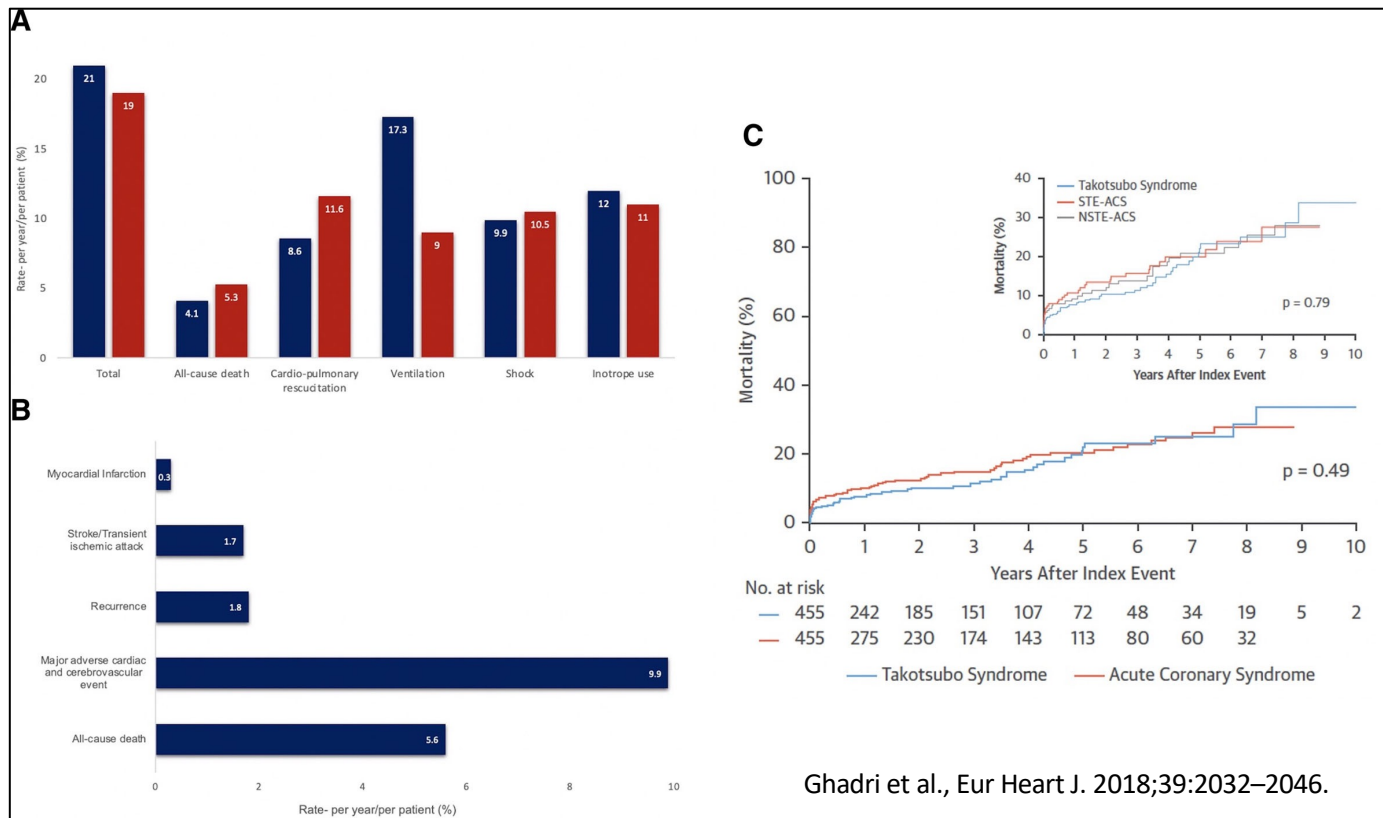 A
Rate- per year/per patient (%)
20
15
10
5
0
21
19
4.1
5.3
8.6
11.6
17.3
9
9.9
10.5
12
11
Total
All-cause death
Cardio-pulmonary
rescucitation
Ventilation
Shock
Inotrope use
B
Myocardial Infarction
0.3
Stroke/Transient
ischemic attack
1.7
Recurrence
1.8
Major adverse cardiac
and cerebrovascular
event
9.9
All-cause death
5.6
0 2 4 6 8 10
Rate- per year/per patient (%)
C
Mortality (%)
100
80
60
40
20
0
Mortality (%)
40
30
20
10
0
Takotsubo Syndrome
STE-ACS
NSTE-ACS
p = 0.79
0 1 2 3 4 5 6 7 8 9 10
Years After Index Event
p = 0.49
0 1 2 3 4 5 6 7 8 9 10
Years After Index Event
No. at risk
455 242 185 151 107 72 48 34 19 5 2
455 275 230 174 143 113 80 60 32
Takotsubo Syndrome Acute Coronary Syndrome
Ghadri et al., Eur Heart J. 2018;39:2032–2046.